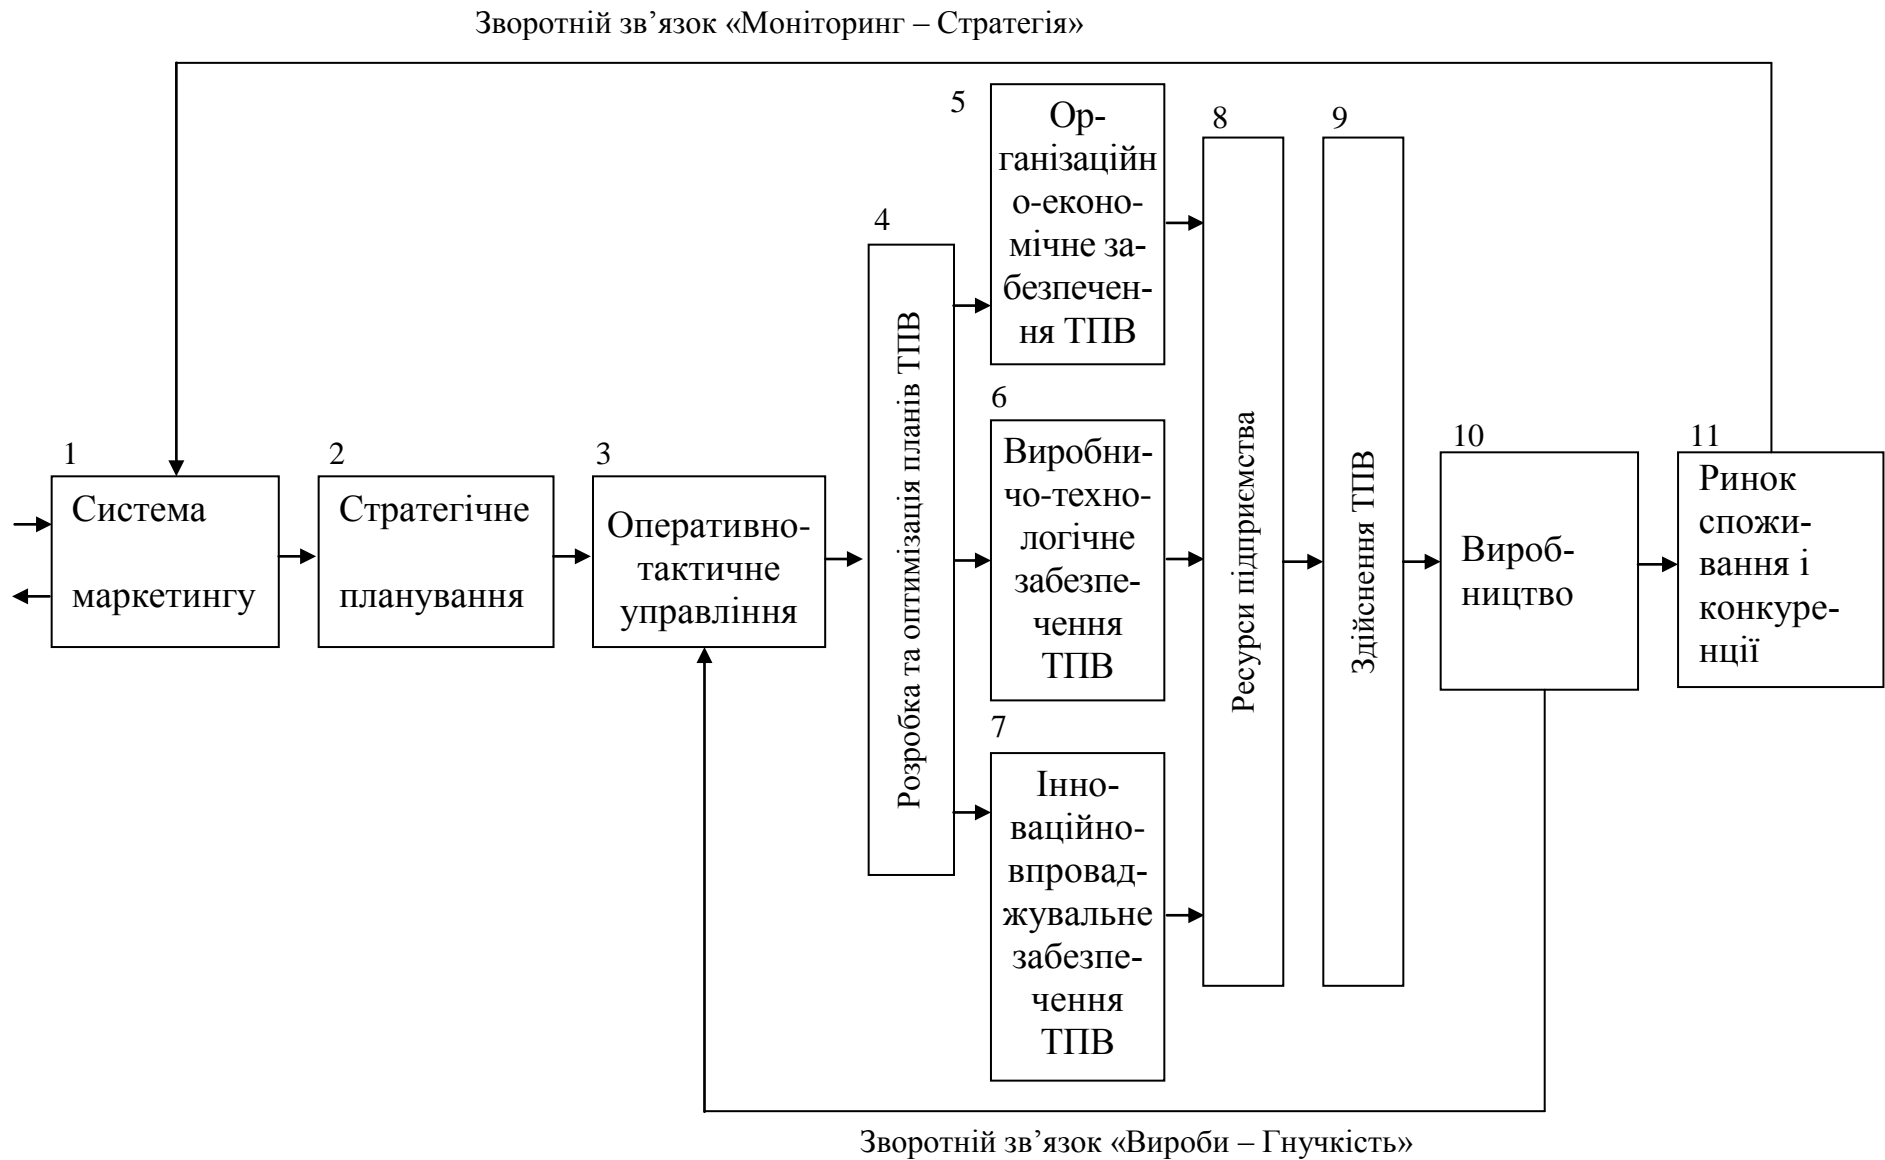 Зворотній зв’язок «Моніторинг – Стратегія»
1
Система
маркетингу
2
Стратегічне
планування
3
Оперативно-
тактичне
управління
4
Розробка та оптимізація планів ТПВ
5
Ор-
ганізаційн
о-еконо-
мічне за-
безпечен-
ня ТПВ
6
Виробни-
чо-техно-
логічне
забезпе-
чення
ТПВ
7
Інно-
ваційно-
впровад-
жувальне
забезпе-
чення
ТПВ
8
Ресурси підприємства
9
Здійснення ТПВ
10
Вироб-
ництво
11
Ринок
спожи-
вання і
конкуре-
нції
Зворотній зв’язок «Вироби – Гнучкість»